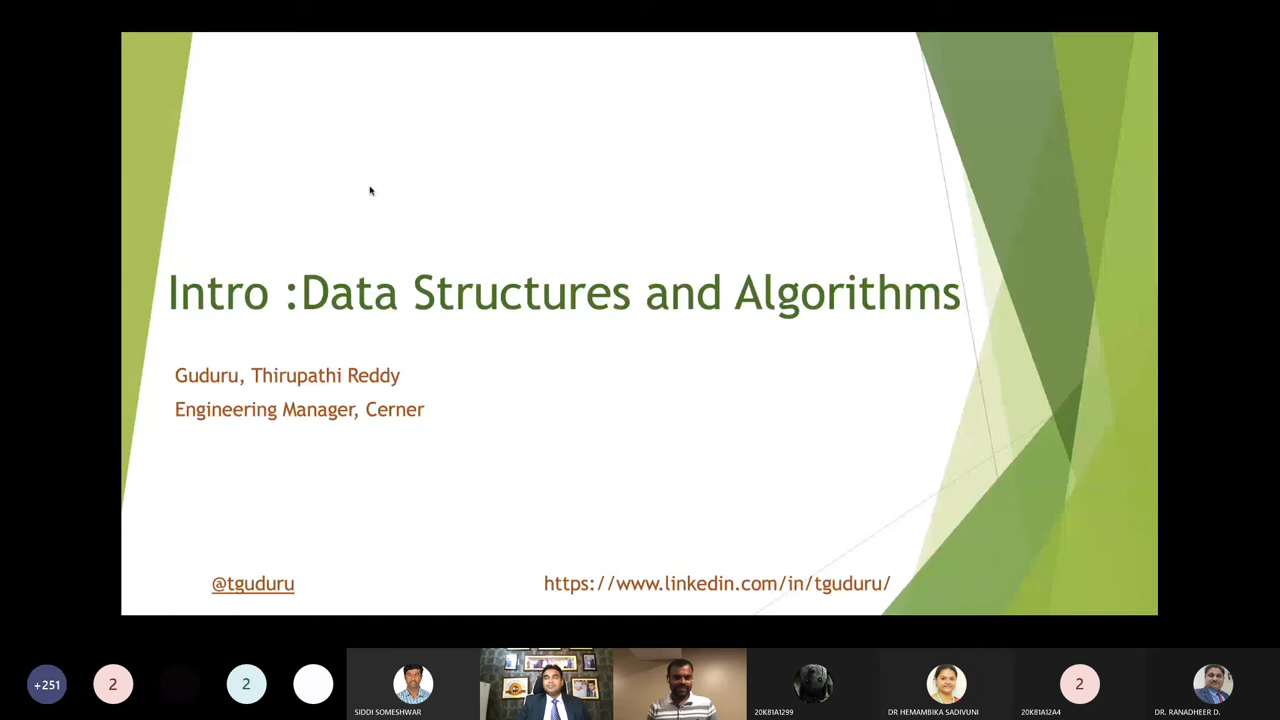 Intro :Data Structures and Algorithms
Guduru, Thirupathi Reddy
Engineering Manager, Cerner
@tguduru
https://www.linkedin.com/in/tguduru/
+251
2
2
2
SIDDI SOMESHWAR
20K81A1299
DR HEMAMBIKA SADIVUNI
20K81A12A4
DR. RANADHEER D.